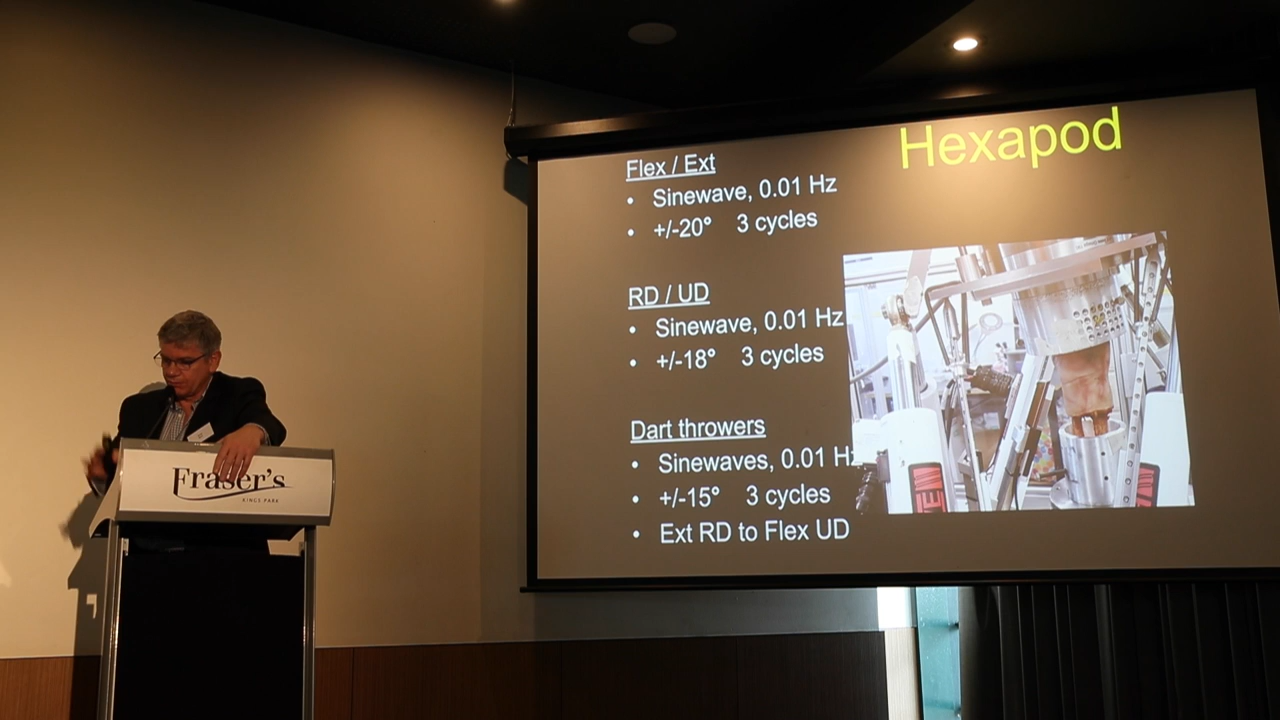 Hexapod
Flex / Ext
• Sinewave, 0.01 Hz
• +/-20° 3 cycles
RD / UD
• Sinewave, 0.01 Hz
• +/-18° 3 cycles
Dart throwers
• Sinewaves, 0.01 Hz
• +/-15° 3 cycles
• Ext RD to Flex UD
Fraser's
KINGS PARK